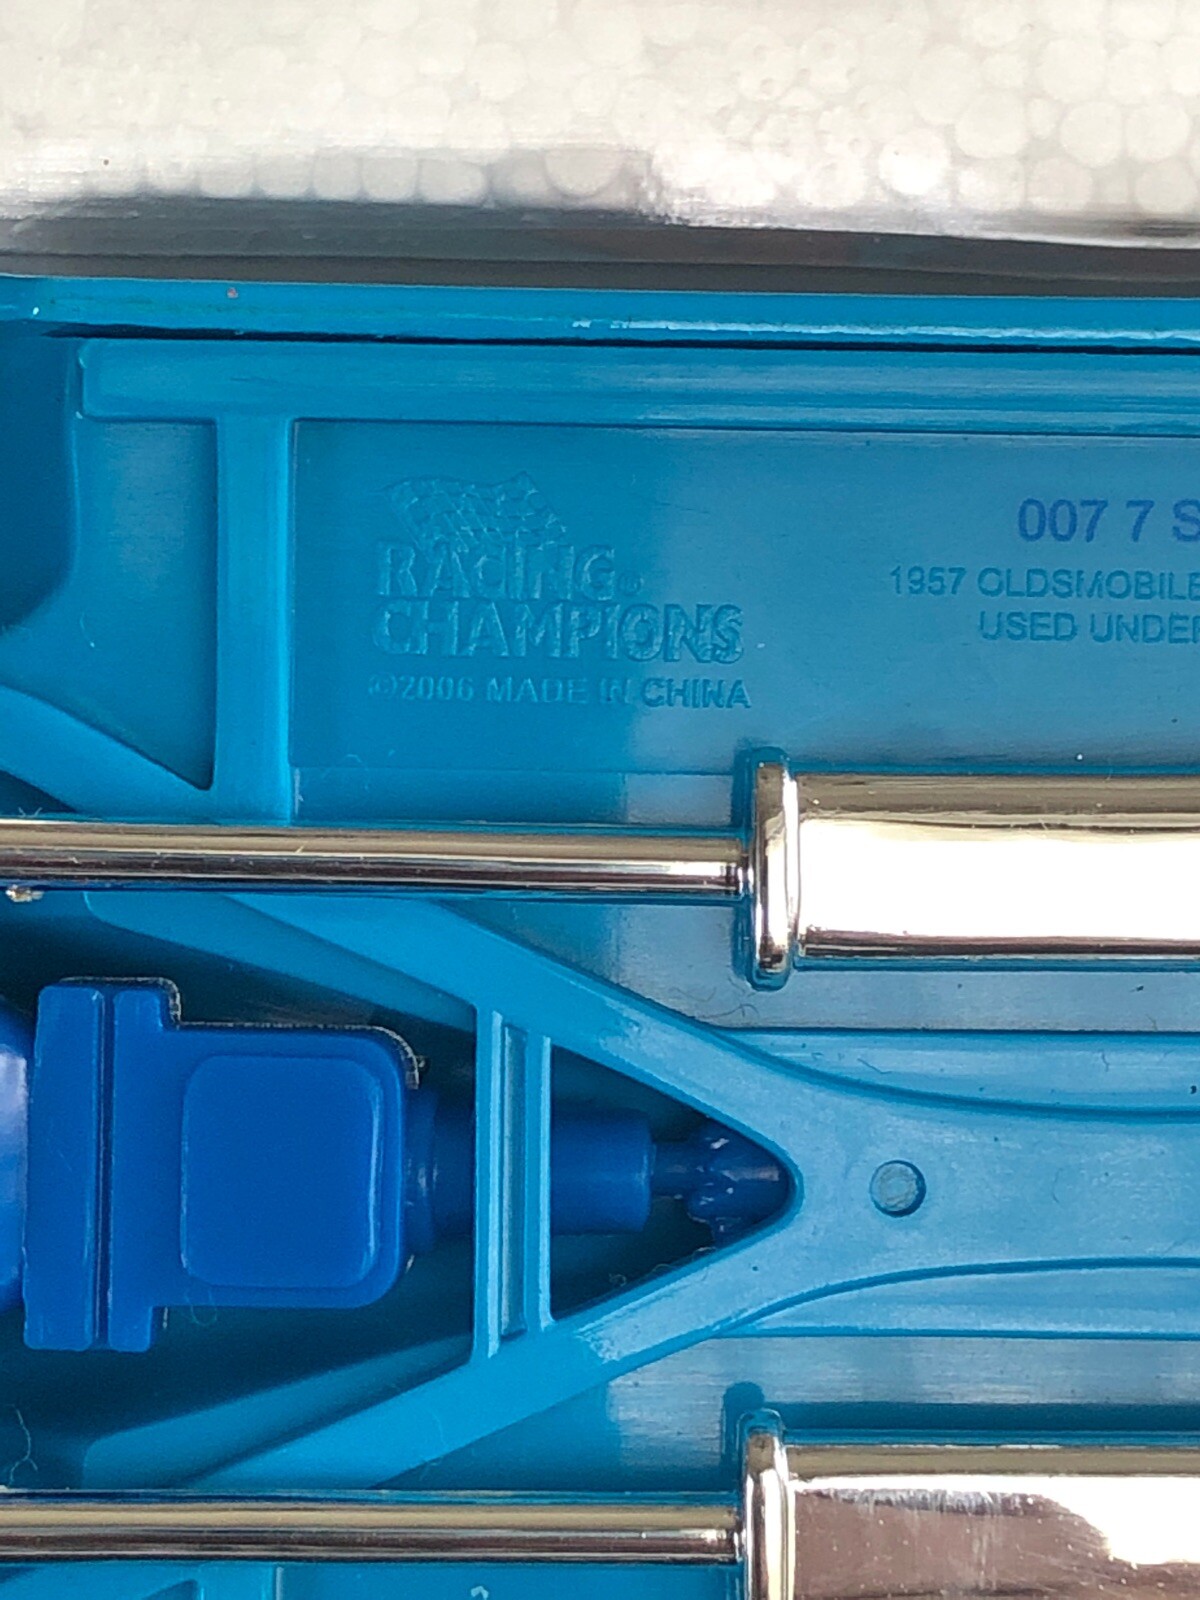 RACING®
CHAMPIONS
©2006 MADE IN CHINA
007 7 S
1957 OLDSMOBILE
USED UNDER